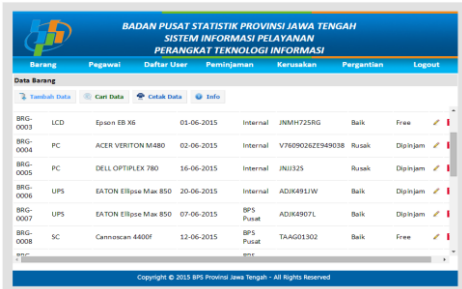 BADAN PUSAT STATISTIK PROVINSI JAWA TENGAH
SISTEM INFORMASI PELAYANAN
PERANGKAT TEKNOLOGI INFORMASI
Barang Pegawai Daftar User Peminjaman Kerusakan Pergantian Logout
Data Barang
Tambah Data Cari Data Cetak Data Info
BRG-0003 LCD Epson EB X6 01-06-2015 Internal JNMH725RG Baik Free
BRG-0004 PC ACER VERITON M480 02-06-2015 Internal V7609026ZE949038 Rusak Dipinjam
BRG-0005 PC DELL OPTIPLEX 780 16-06-2015 Internal JNJJ32S Rusak Dipinjam
BRG-0006 UPS EATON Ellipse Max 850 20-06-2015 Internal ADJK491JW Baik Dipinjam
BRG-0007 UPS EATON Ellipse Max 850 07-06-2015 BPS Pusat ADJK4907L Baik Dipinjam
BRG-0008 SC Cannoscan 4400f 12-06-2015 BPS Pusat TAAG01302 Baik Free
Copyright © 2015 BPS Provinsi Jawa Tengah - All Rights Reserved